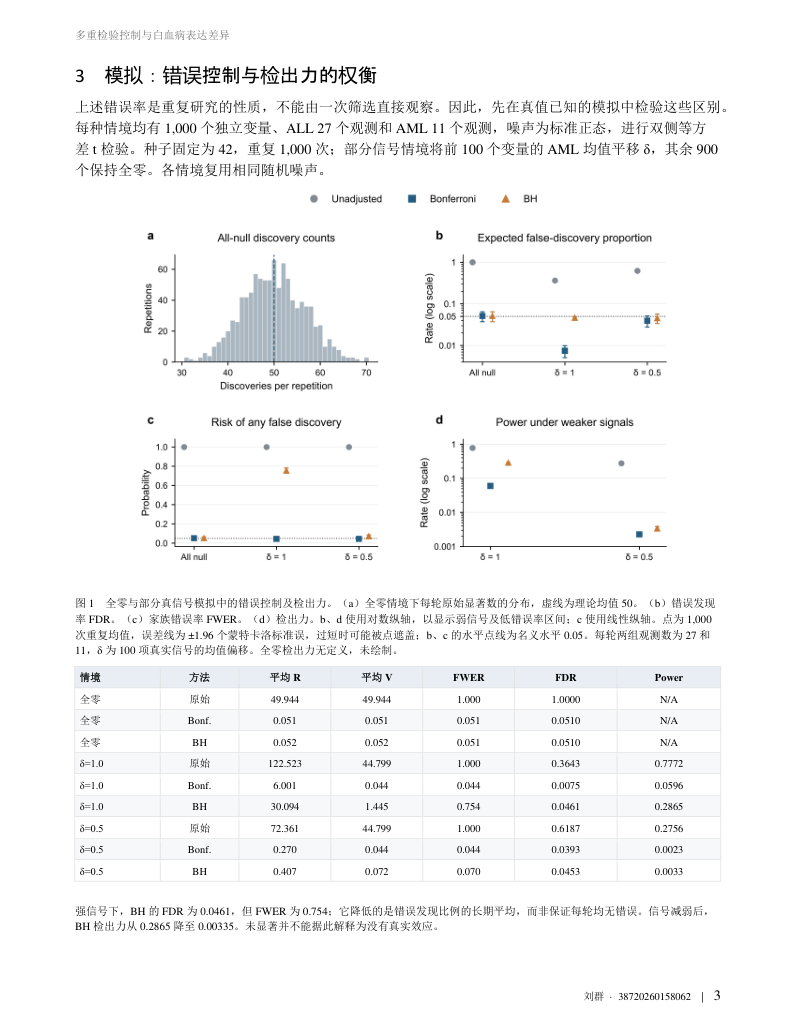 多重检验控制与白血病表达差异
3 模拟：错误控制与检出力的权衡
上述错误率是重复研究的性质，不能由一次筛选直接观察。因此，先在真值已知的模拟中检验这些区别。
每种情境均有 1,000 个独立变量、ALL 27 个观测和 AML 11 个观测，噪声为标准正态，进行双侧等方
差 t 检验。种子固定为 42，重复 1,000 次；部分信号情境将前 100 个变量的 AML 均值平移 δ，其余 900
个保持全零。各情境复用相同随机噪声。
Unadjusted Bonferroni BH
a All-null discovery counts
Repetitions
60
40
20
0
30 40 50 60 70
Discoveries per repetition
b Expected false-discovery proportion
Rate (log scale)
1
0.1
0.05
0.01
All null δ = 1 δ = 0.5
c Risk of any false discovery
Probability
1.0
0.8
0.6
0.4
0.2
0.0
All null δ = 1 δ = 0.5
d Power under weaker signals
Rate (log scale)
1
0.1
0.01
0.001
δ = 1 δ = 0.5
图 1 全零与部分真信号模拟中的错误控制及检出力。（a）全零情境下每轮原始显著数的分布，虚线为理论均值 50。（b）错误发现
率 FDR。（c）家族错误率 FWER。（d）检出力。b、d 使用对数纵轴，以显示弱信号及低错误率区间；c 使用线性纵轴。点为 1,000
次重复均值，误差线为 ±1.96 个蒙特卡洛标准误，过短时可能被点遮盖；b、c 的水平点线为名义水平 0.05。每轮两组观测数为 27 和
11，δ 为 100 项真实信号的均值偏移。全零检出力无定义，未绘制。
情境 方法 平均 R 平均 V FWER FDR Power
全零 原始 49.944 49.944 1.000 1.0000 N/A
全零 Bonf. 0.051 0.051 0.051 0.0510 N/A
全零 BH 0.052 0.052 0.051 0.0510 N/A
δ=1.0 原始 122.523 44.799 1.000 0.3643 0.7772
δ=1.0 Bonf. 6.001 0.044 0.044 0.0075 0.0596
δ=1.0 BH 30.094 1.445 0.754 0.0461 0.2865
δ=0.5 原始 72.361 44.799 1.000 0.6187 0.2756
δ=0.5 Bonf. 0.270 0.044 0.044 0.0393 0.0023
δ=0.5 BH 0.407 0.072 0.070 0.0453 0.0033
强信号下，BH 的 FDR 为 0.0461，但 FWER 为 0.754；它降低的是错误发现比例的长期平均，而非保证每轮均无错误。信号减弱后，
BH 检出力从 0.2865 降至 0.00335。未显著并不能据此解释为没有真实效应。
刘群 · 38720260158062 | 3